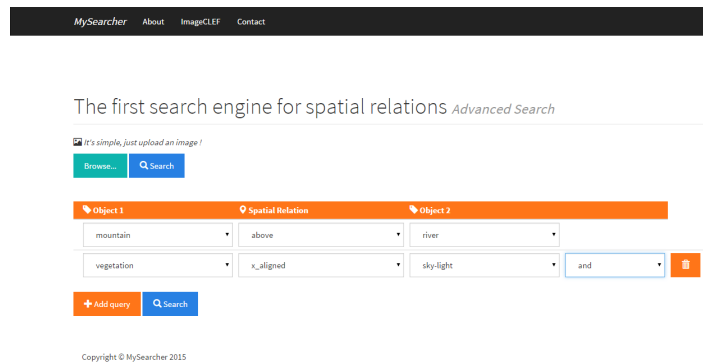 MySearcher About ImageCLEF Contact
The first search engine for spatial relations Advanced Search
It's simple, just upload an image !
Browse... Search
Object 1 Spatial Relation Object 2
mountain above river
vegetation x_aligned sky-light and
Add query Search
Copyright © MySearcher 2015